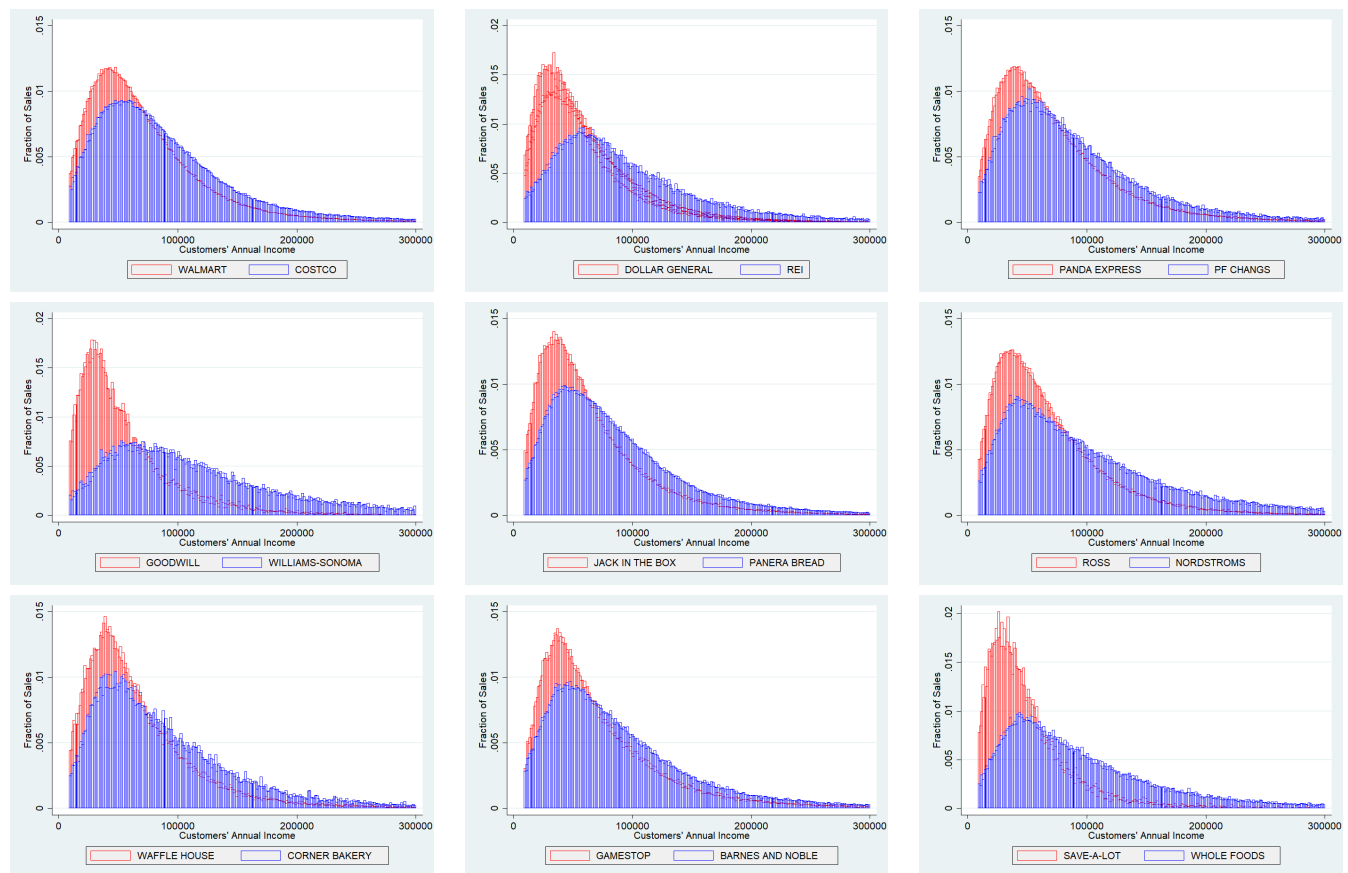 .015
.01
.005
0
Fraction of Sales
0 100000 200000 300000
Customers' Annual Income
WALMART COSTCO
.02
.015
.01
.005
0
Fraction of Sales
0 100000 200000 300000
Customers' Annual Income
DOLLAR GENERAL REI
.015
.01
.005
0
Fraction of Sales
0 100000 200000 300000
Customers' Annual Income
PANDA EXPRESS PF CHANGS
.02
.015
.01
.005
0
Fraction of Sales
0 100000 200000 300000
Customers' Annual Income
GOODWILL WILLIAMS-SONOMA
.015
.01
.005
0
Fraction of Sales
0 100000 200000 300000
Customers' Annual Income
JACK IN THE BOX PANERA BREAD
.015
.01
.005
0
Fraction of Sales
0 100000 200000 300000
Customers' Annual Income
ROSS NORDSTROMS
.015
.01
.005
0
Fraction of Sales
0 100000 200000 300000
Customers' Annual Income
WAFFLE HOUSE CORNER BAKERY
.015
.01
.005
0
Fraction of Sales
0 100000 200000 300000
Customers' Annual Income
GAMESTOP BARNES AND NOBLE
.02
.015
.01
.005
0
Fraction of Sales
0 100000 200000 300000
Customers' Annual Income
SAVE-A-LOT WHOLE FOODS